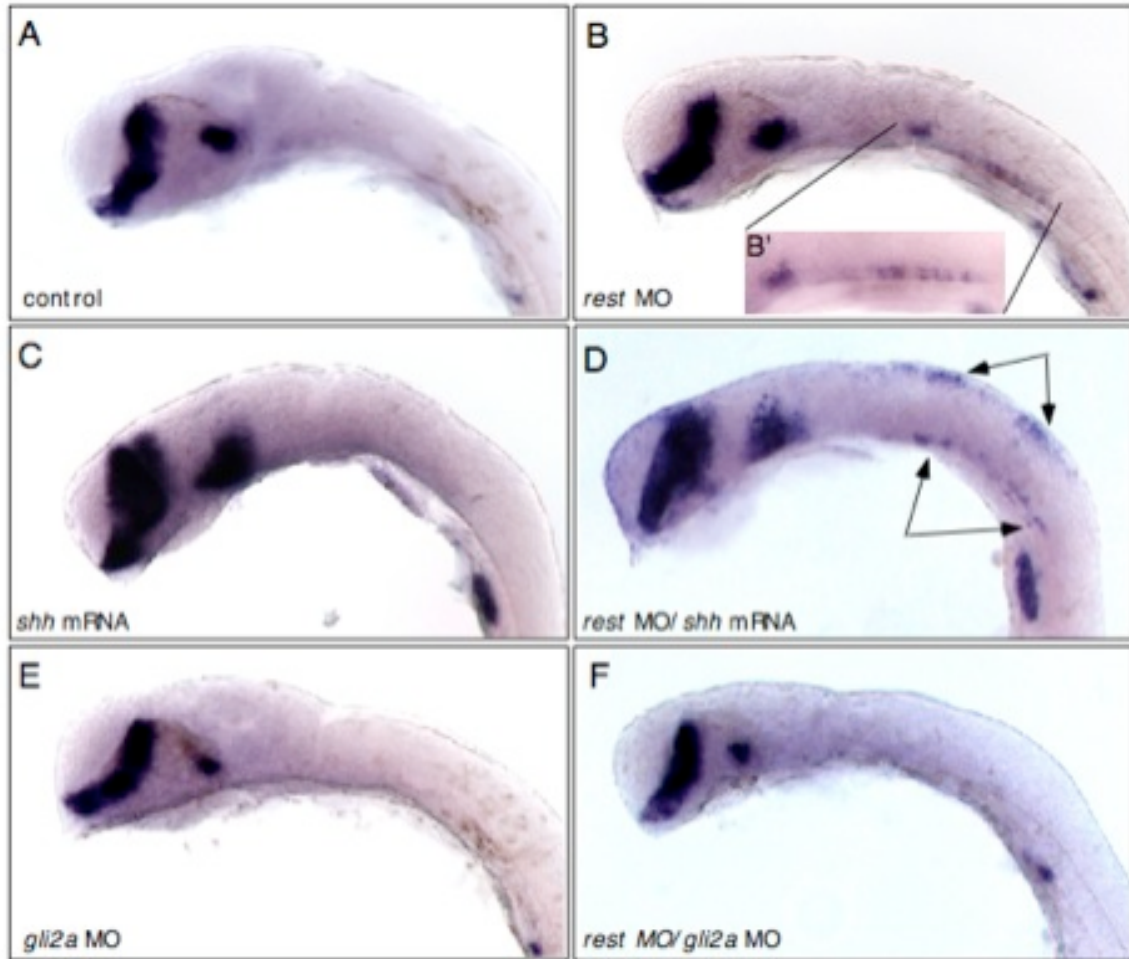 A
control
B
B'
rest MO
C
shh mRNA
D
rest MO/ shh mRNA
E
gli2a MO
F
rest MO/ gli2a MO